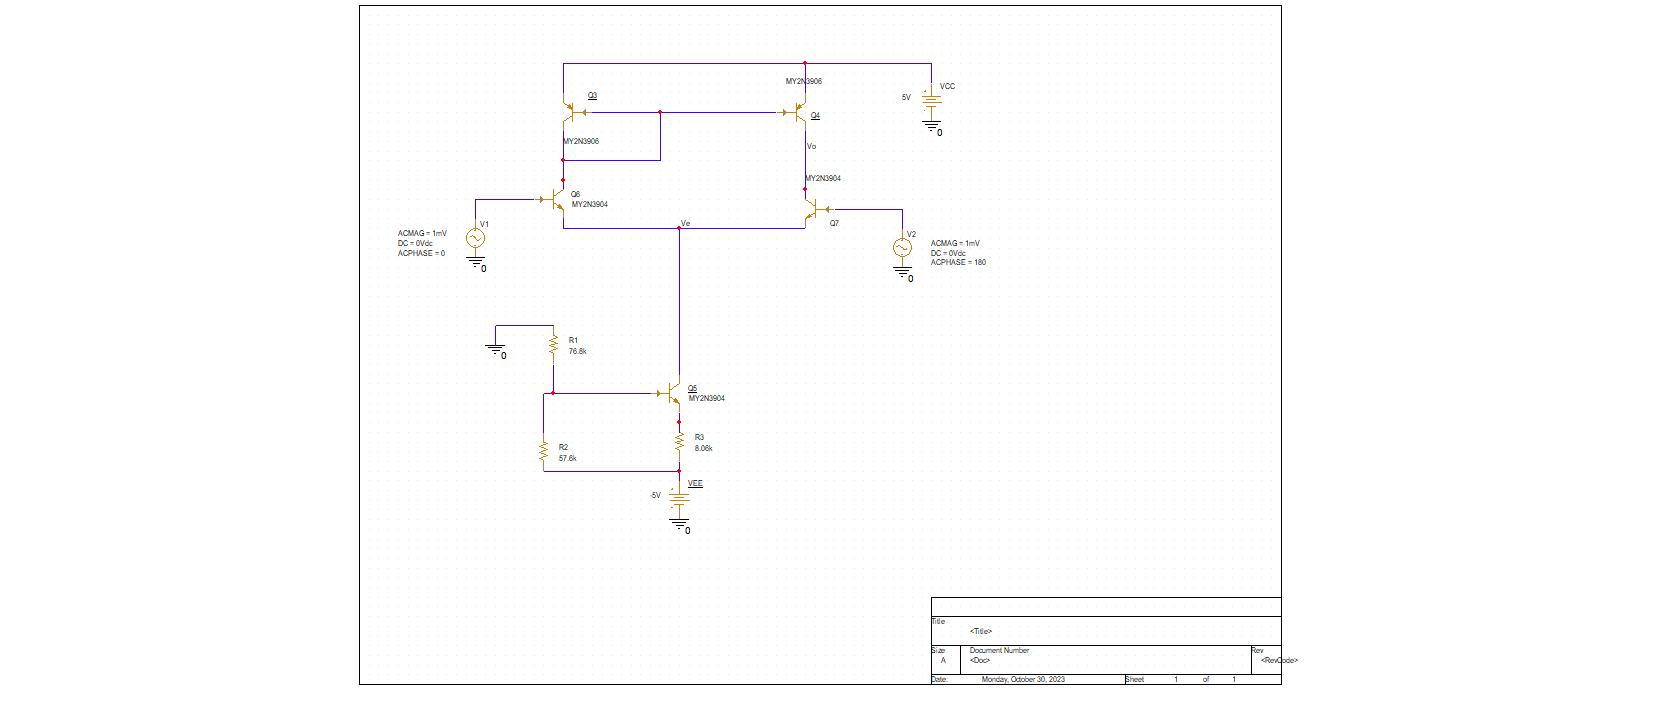 MY2N3906
VCC
5V
0
Q3
Q4
MY2N3906
Vo
MY2N3904
Q6
MY2N3904
Ve
Q7
V1
ACMAG = 1mV
DC = 0Vdc
ACPHASE = 0
0
V2
ACMAG = 1mV
DC = 0Vdc
ACPHASE = 180
0
R1
76.8k
0
Q5
MY2N3904
R2
57.6k
R3
8.06k
VEE
-5V
0
Title
<Title>
Size
A
Document Number
<Doc>
Rev
<RevCode>
Date:
Monday, October 30, 2023
Sheet
1 of 1